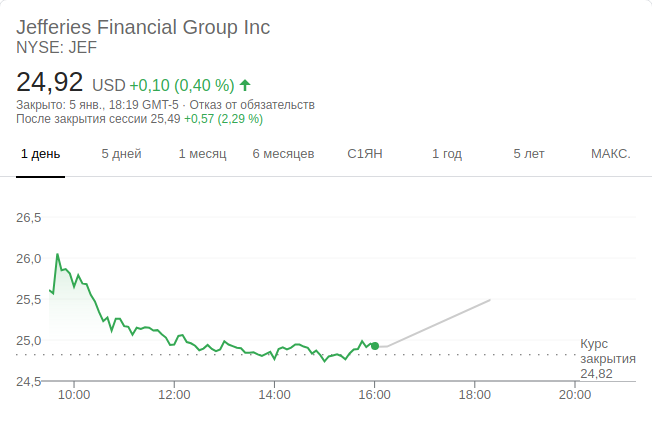 Jefferies Financial Group Inc
NYSE: JEF
24,92 USD +0,10 (0,40 %)
Закрыто: 5 янв., 18:19 GMT-5 · Отказ от обязательств
После закрытия сессии 25,49 +0,57 (2,29 %)
1 день 5 дней 1 месяц 6 месяцев С1ЯН 1 год 5 лет МАКС.
26,5
26,0
25,5
25,0
Курс
закрытия
24,82
24,5
10:00 12:00 14:00 16:00 18:00 20:00